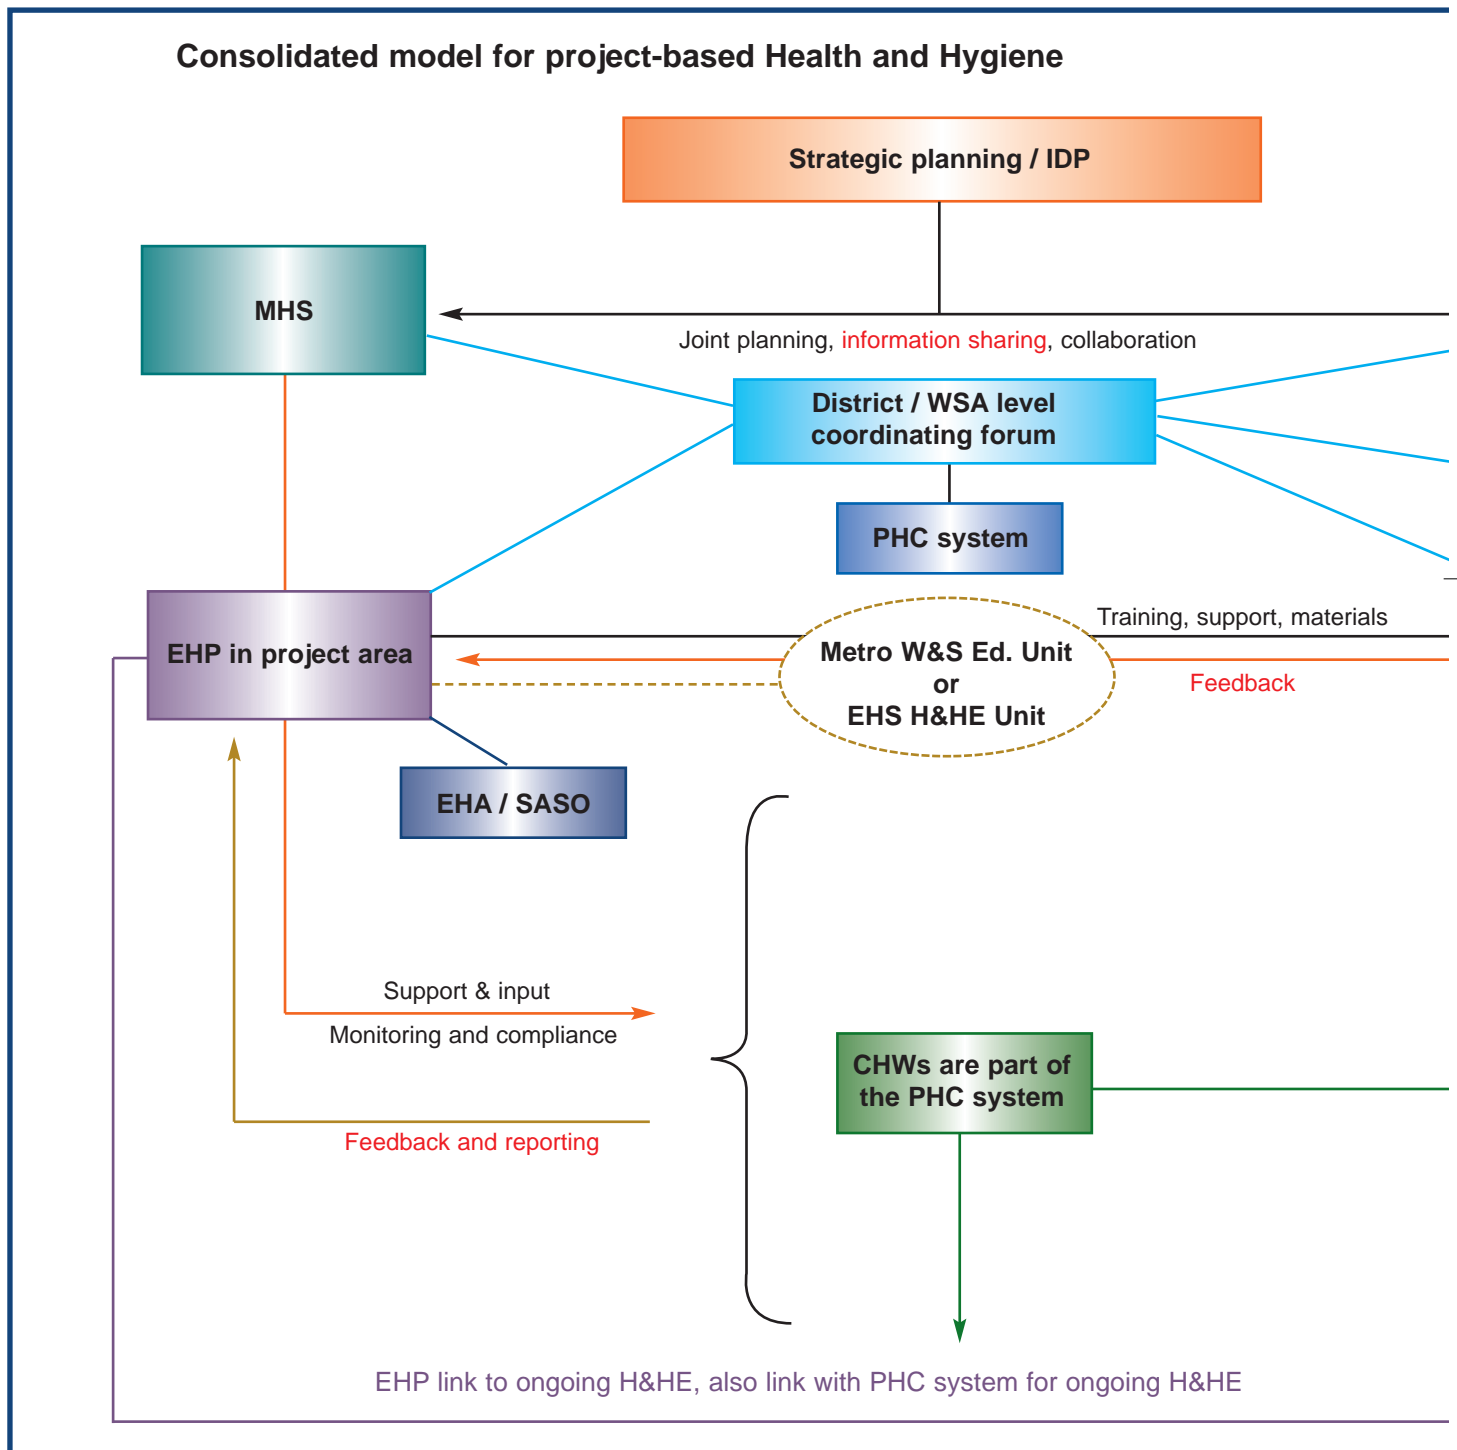 Consolidated model for project-based Health and Hygiene
Strategic planning / IDP
MHS
Joint planning, information sharing, collaboration
District / WSA level
coordinating forum
PHC system
Training, support, materials
EHP in project area
Metro W&S Ed. Unit
or
EHS H&HE Unit
Feedback
EHA / SASO
Support & input
Monitoring and compliance
CHWs are part of
the PHC system
Feedback and reporting
EHP link to ongoing H&HE, also link with PHC system for ongoing H&HE